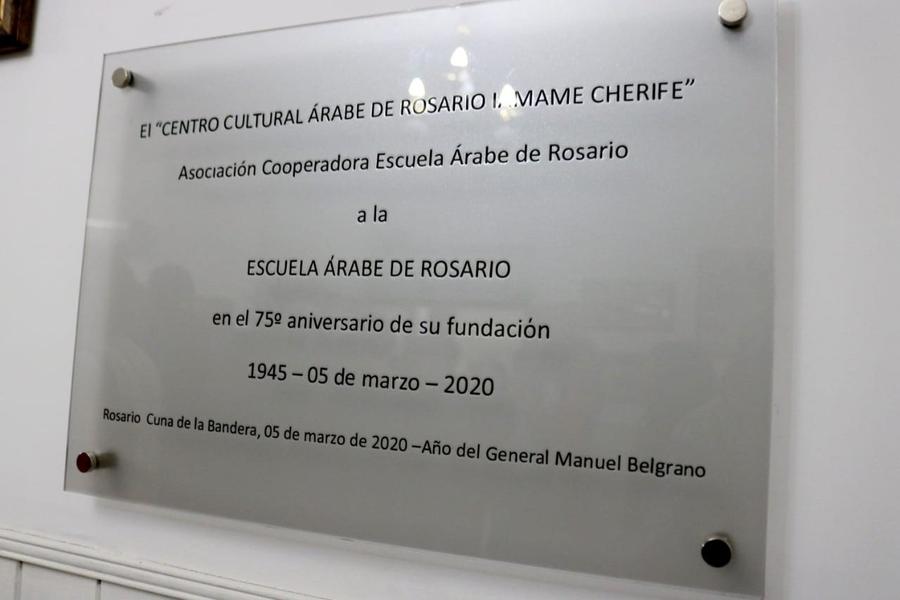 El “CENTRO CULTURAL ÁRABE DE ROSARIO MAME CHERIFE”
Asociación Cooperadora Escuela Árabe de Rosario
a la
ESCUELA ÁRABE DE ROSARIO
en el 75º aniversario de su fundación
1945 – 05 de marzo – 2020
Rosario Cuna de la Bandera, 05 de marzo de 2020 –Año del General Manuel Belgrano